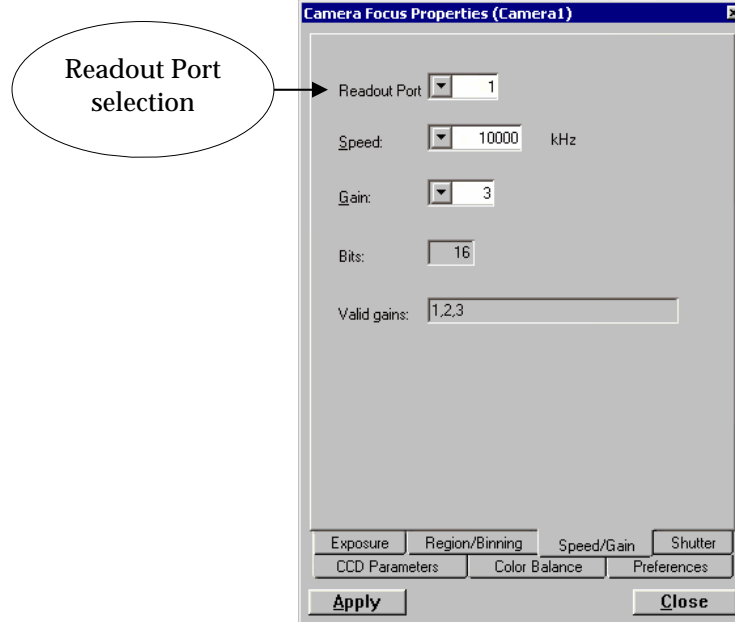 Camera Focus Properties (Camera1)
Readout Port
selection
Readout Port 1
Speed: 10000 kHz
Gain: 3
Bits: 16
Valid gains: 1,2,3
Exposure Region/Binning Speed/Gain Shutter
CCD Parameters Color Balance Preferences
Apply Close